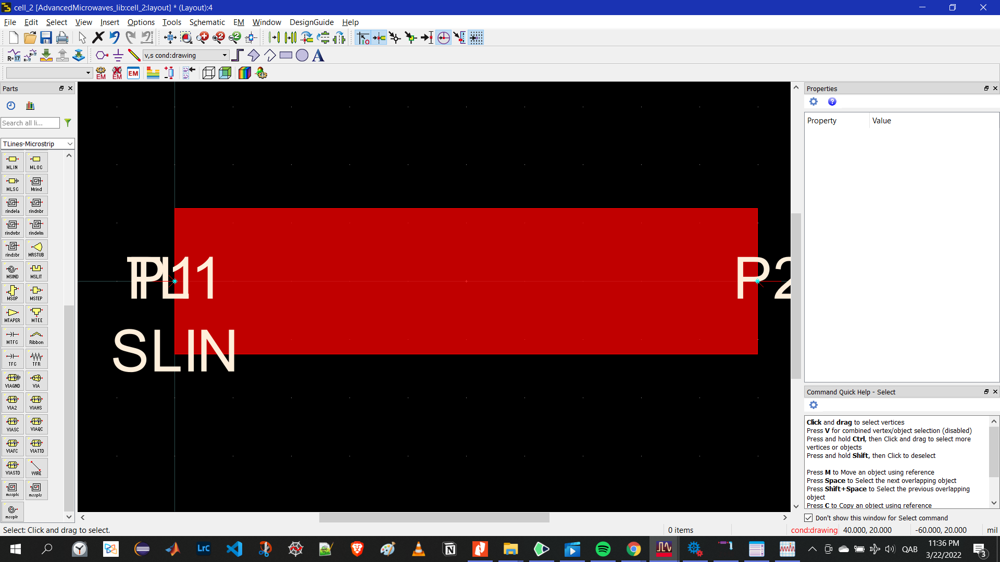 cell_2 [AdvancedMicrowaves_lib:cell_2:layout] * (Layout):4
File Edit Select View Insert Options Tools Schematic EM Window DesignGuide Help
v,s cond:drawing
EM EM EM
Parts
Search all li...
TLines-Microstrip
MLIN MLOC
MLSC Mrind
rindela rindnbr
rindwbr rindelm
rindsbr MRSTUB
MSIND MSLIT
MSOP MSTEP
MTAPER MTEE
MTFC Ribbon
TFC TFR
VIAGND VIA
VIA2 VIAHS
VIASC VIAQC
VIAFC VIATTD
VIASTD WIRE
mssplc msspls
mssplr
TL1
P1
P2
SLIN
Properties
Property Value
Command Quick Help - Select
Click and drag to select vertices
Press V for combined vertex/object selection (disabled)
Press and hold Ctrl, then Click and drag to select more
vertices or objects
Press and hold Shift, then Click to deselect
Press M to Move an object using reference
Press Space to Select the next overlapping object
Press Shift+Space to Select the previous overlapping
object
Press C to Copy an object using reference
Don't show this window for Select command
Select: Click and drag to select.
0 items
cond:drawing 40.000, 20.000 -60.000, 20.000 mil
Lrc
QAB
11:36 PM
3/22/2022
3